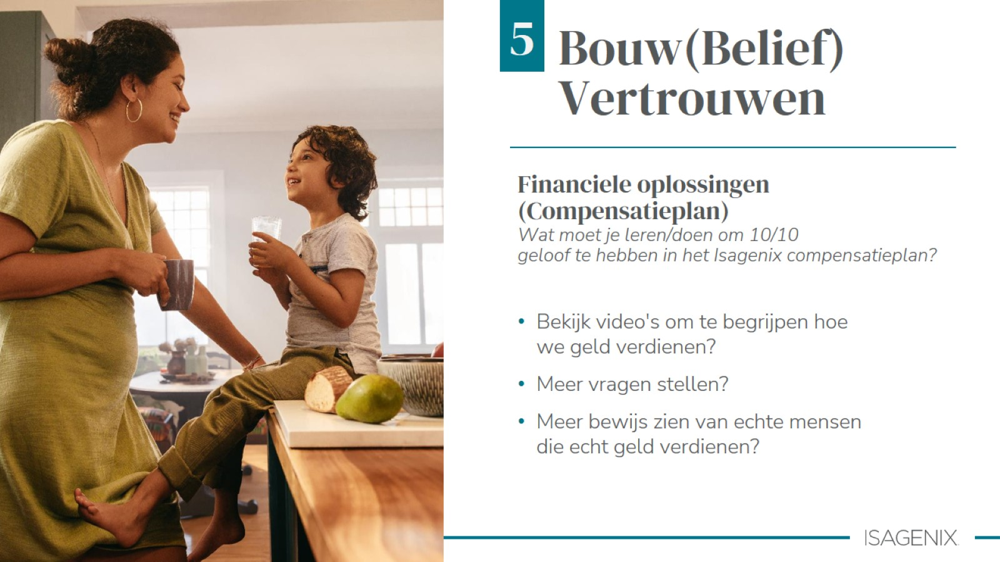 5
Bouw(Belief)
Vertrouwen
Financiele oplossingen
(Compensatieplan)
Wat moet je leren/doen om 10/10
geloof te hebben in het Isagenix compensatieplan?
• Bekijk video's om te begrijpen hoe
we geld verdienen?
• Meer vragen stellen?
• Meer bewijs zien van echte mensen
die echt geld verdienen?
ISAGENIX